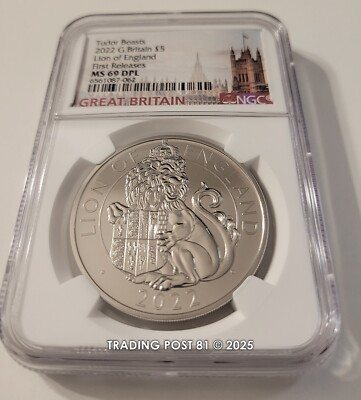 Tudor Beasts
2022 G.Britain £5
Lion of England
First Releases
MS 69 DPL
6561087-062
GREAT BRITAIN
NGC
LION OF ENGLAND
2022
TRADING POST 81 © 2025